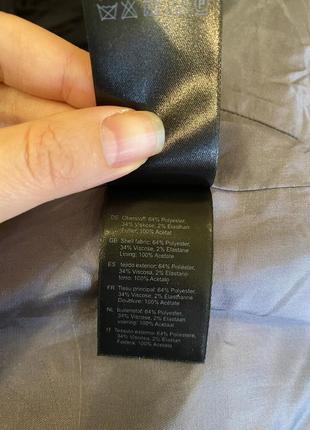 DE Oberstoff: 64% Polyester,
34% Viskose, 2% Elasthan
Futter: 100% Acetat
GB Shell fabric: 64% Polyester,
34% Viscose, 2% Elastane
Lining: 100% Acetate
ES tejido exterior: 64% Poliester,
34% Viscosa, 2% Elastano
forro: 100% Acetato
FR Tissu principal: 64% Polyester,
34% Viscose, 2% Élasthanne
Doublure: 100% Acétate
NL Buitenstof: 64% Polyester,
34% Viscose, 2% Elastaan
voering: 100% Acetaat
IT Tessuto esterno: 64% Poliestere,
34% Viscosa, 2% Elastan
Fodera: 100% Acetato